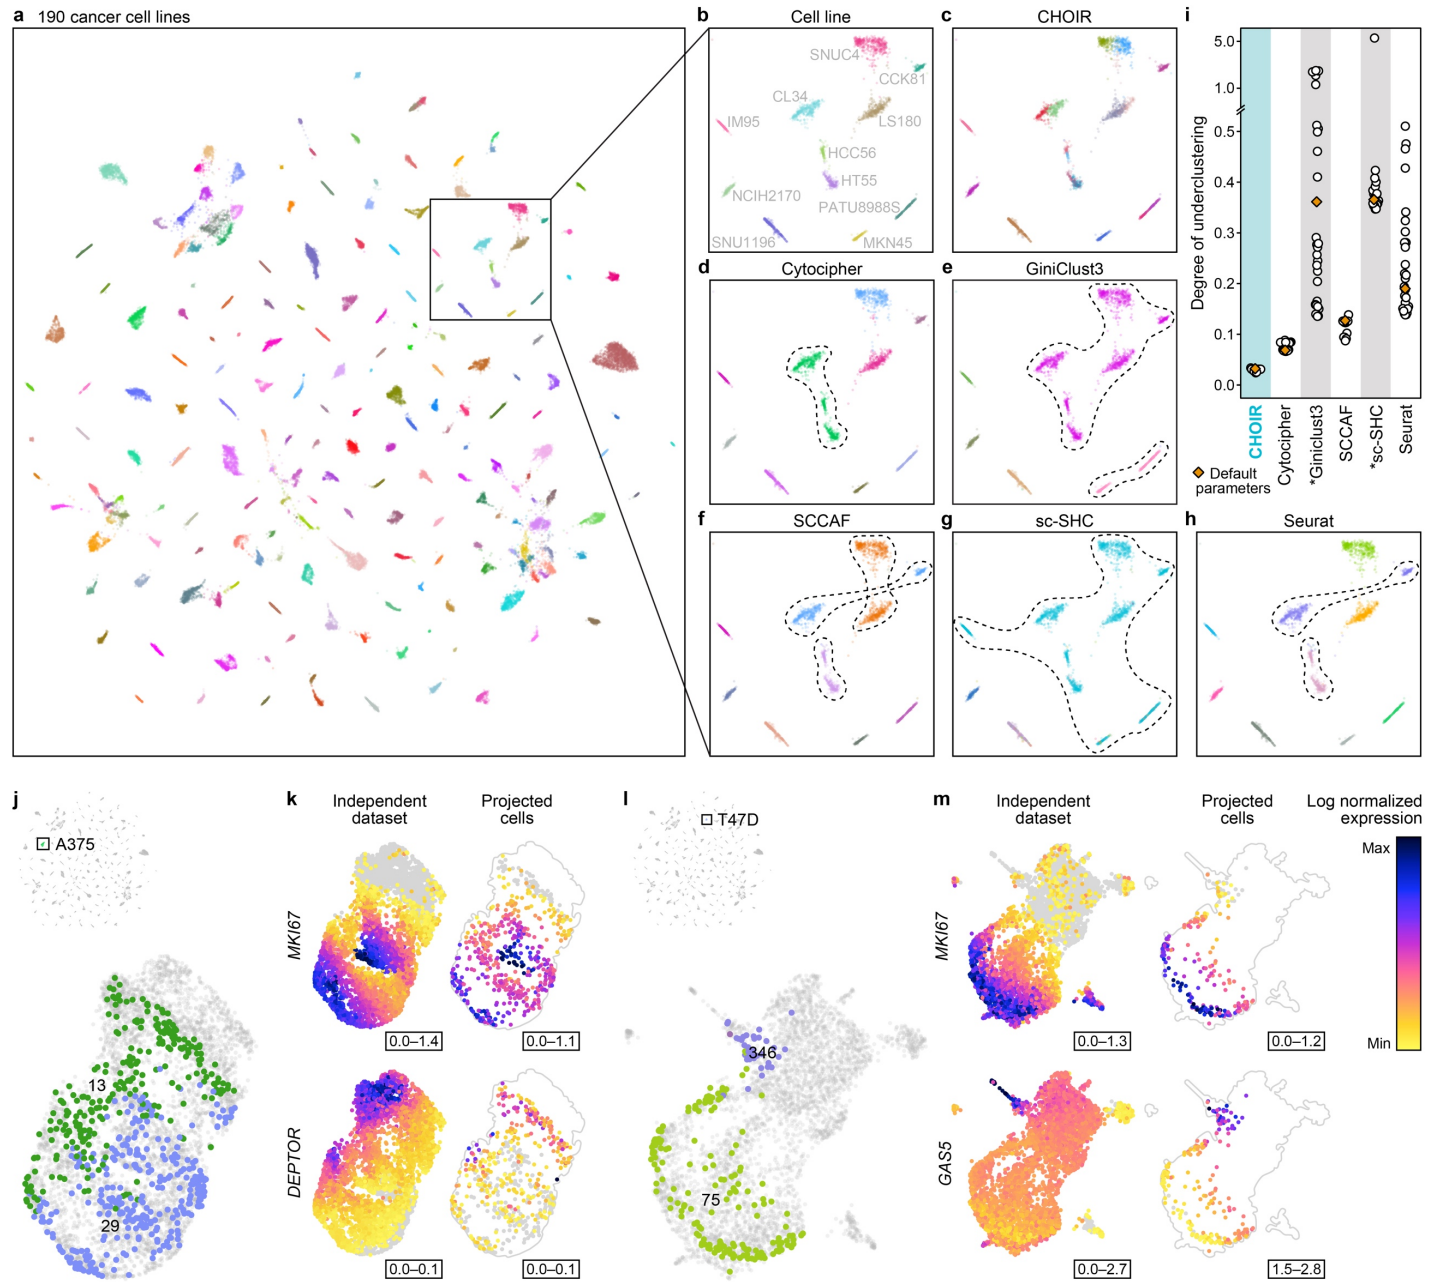 a 190 cancer cell lines
b Cell line
SNUC4
CCK81
CL34
IM95
LS180
HCC56
HT55
NCIH2170
PATU8988S
SNU1196
MKN45
c CHOIR
d Cytocipher
e GiniClust3
f SCCAF
g sc-SHC
h Seurat
i
Degree of underclustering
5.0
1.0
0.5
0.4
0.3
0.2
0.1
0.0
CHOIR
Cytocipher
*Giniclust3
SCCAF
*sc-SHC
Seurat
Default
parameters
j
A375
13
29
k
Independent
dataset
Projected
cells
MKI67
0.0–1.4
0.0–1.1
DEPTOR
0.0–0.1
0.0–0.1
l
T47D
346
75
m
Independent
dataset
Projected
cells
Log normalized
expression
Max
Min
MKI67
0.0–1.3
0.0–1.2
GAS5
0.0–2.7
1.5–2.8